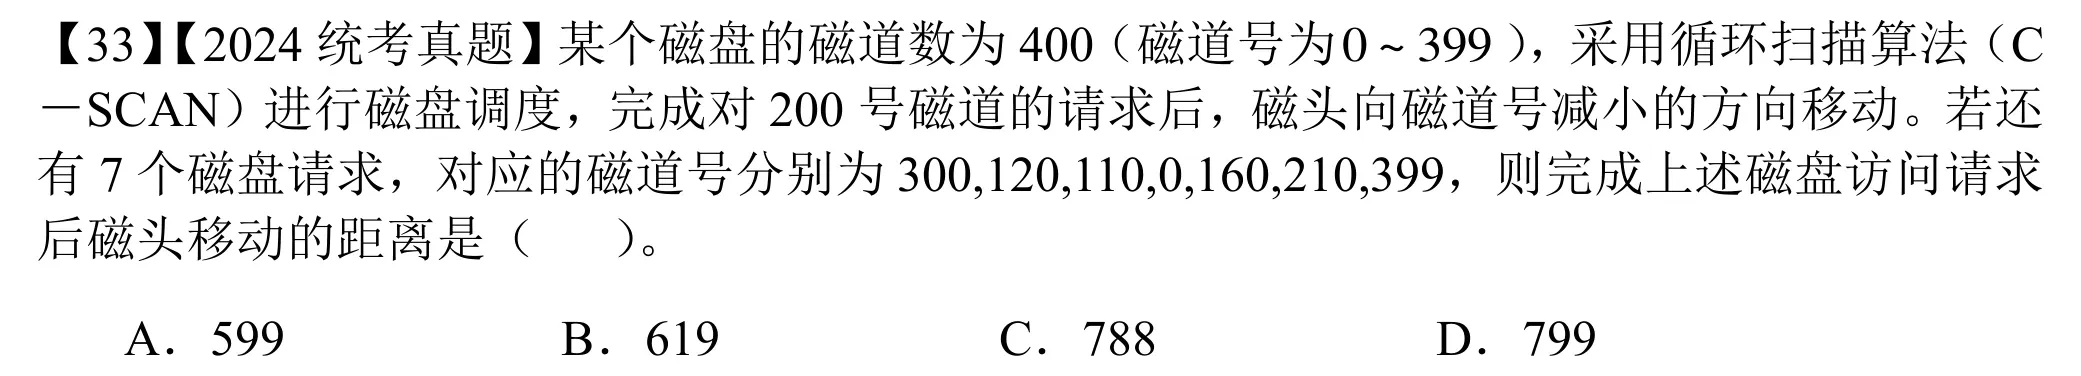 【33】【2024 统考真题】某个磁盘的磁道数为 400（磁道号为0 ~ 399），采用循环扫描算法（C
－SCAN）进行磁盘调度，完成对 200 号磁道的请求后，磁头向磁道号减小的方向移动。若还
有 7 个磁盘请求，对应的磁道号分别为 300,120,110,0,160,210,399，则完成上述磁盘访问请求
后磁头移动的距离是（　　）。
A．599 B．619 C．788 D．799